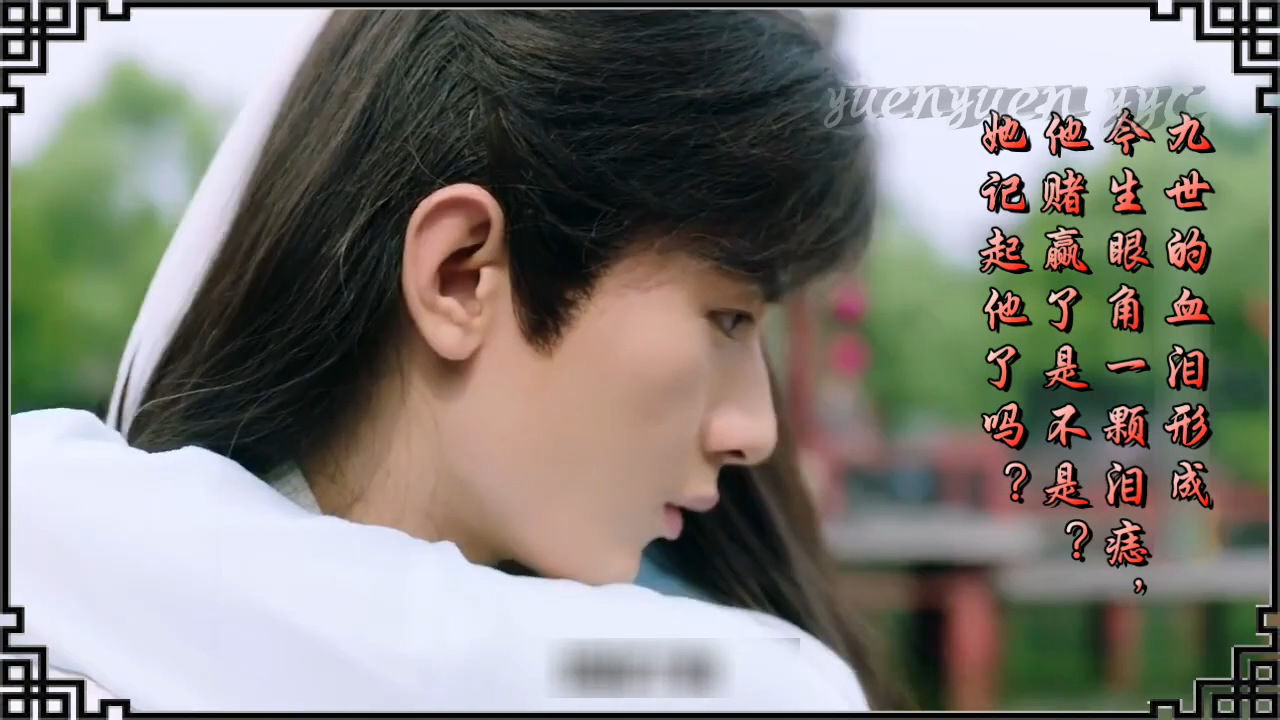 yuenyuen yyc
九世的血泪形成
今生眼角一颗泪痣，
他赌赢了是不是？
她记起他了吗？